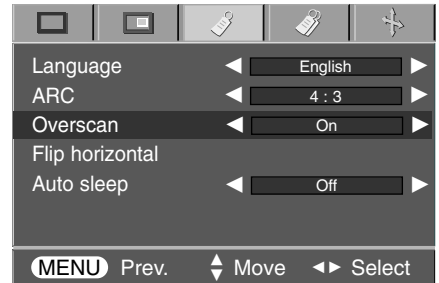 Language English
ARC 4 : 3
Overscan On
Flip horizontal
Auto sleep Off
MENU Prev. Move Select